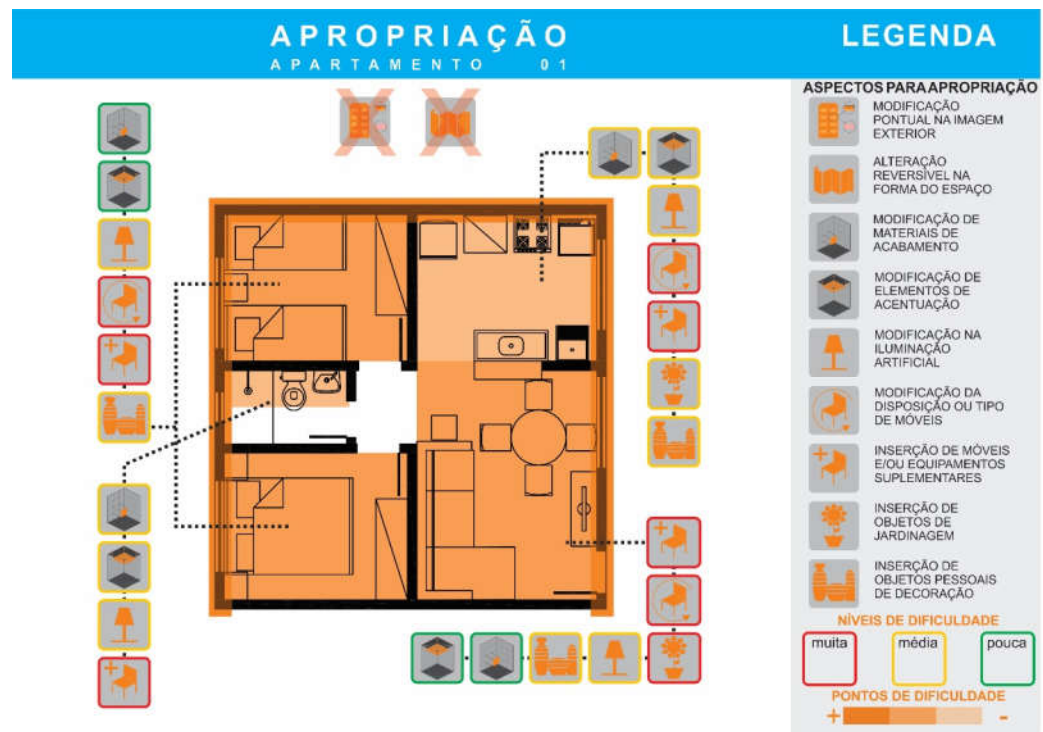 APROPRIAÇÃO
APARTAMENTO 01
LEGENDA
ASPECTOS PARA APROPRIAÇÃO
MODIFICAÇÃO
PONTUAL NA IMAGEM
EXTERIOR
ALTERAÇÃO
REVERSÍVEL NA
FORMA DO ESPAÇO
MODIFICAÇÃO DE
MATERIAIS DE
ACABAMENTO
MODIFICAÇÃO DE
ELEMENTOS DE
ACENTUAÇÃO
MODIFICAÇÃO NA
ILUMINAÇÃO
ARTIFICIAL
MODIFICAÇÃO DA
DISPOSIÇÃO OU TIPO
DE MÓVEIS
INSERÇÃO DE MÓVEIS
E/OU EQUIPAMENTOS
SUPLEMENTARES
INSERÇÃO DE
OBJETOS DE
JARDINAGEM
INSERÇÃO DE
OBJETOS PESSOAIS
DE DECORAÇÃO
NÍVEIS DE DIFICULDADE
muita média pouca
PONTOS DE DIFICULDADE
+ -